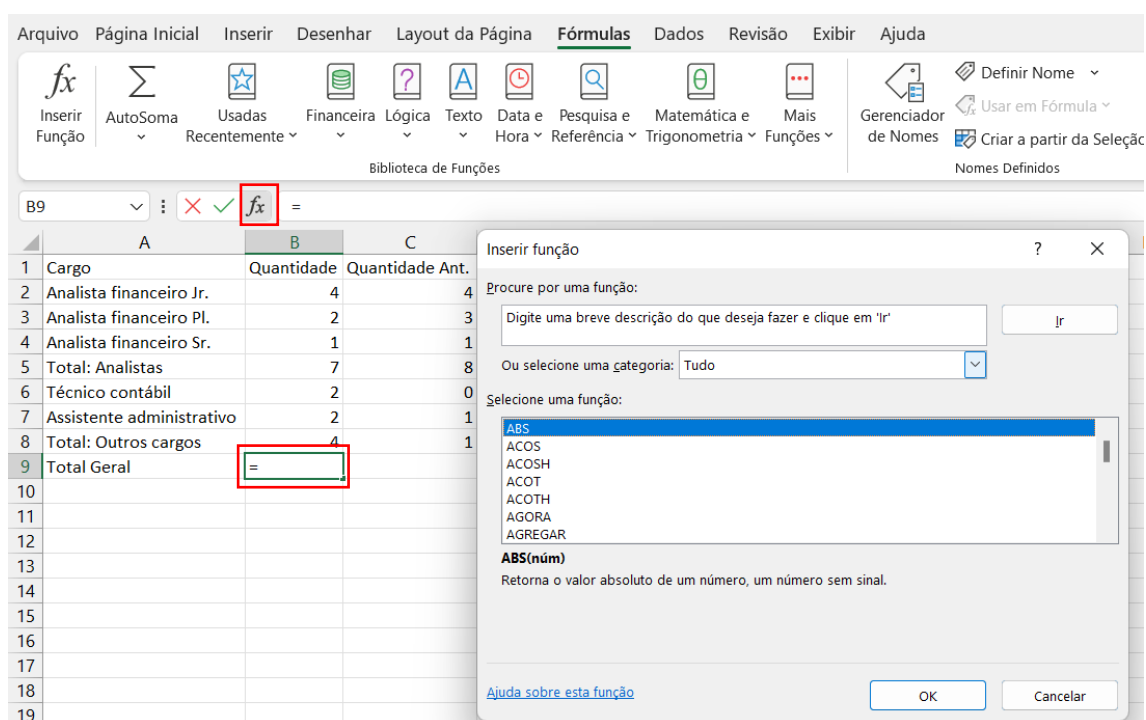 Arquivo Página Inicial Inserir Desenhar Layout da Página Fórmulas Dados Revisão Exibir Ajuda
fx Inserir Função
Σ AutoSoma
Usadas Recentemente
Financeira
Lógica
Texto
Data e Hora
Pesquisa e Referência
Matemática e Trigonometria
Mais Funções
Biblioteca de Funções
Gerenciador de Nomes
Definir Nome
Usar em Fórmula
Criar a partir da Seleção
Nomes Definidos
B9 fx =
A B C
1 Cargo Quantidade Quantidade Ant.
2 Analista financeiro Jr. 4 4
3 Analista financeiro Pl. 2 3
4 Analista financeiro Sr. 1 1
5 Total: Analistas 7 8
6 Técnico contábil 2 0
7 Assistente administrativo 2 1
8 Total: Outros cargos 4 1
9 Total Geral =
10
11
12
13
14
15
16
17
18
19
Inserir função ?
Procure por uma função:
Digite uma breve descrição do que deseja fazer e clique em 'Ir'
Ir
Ou selecione uma categoria: Tudo
Selecione uma função:
ABS
ACOS
ACOSH
ACOT
ACOTH
AGORA
AGREGAR
ABS(núm)
Retorna o valor absoluto de um número, um número sem sinal.
Ajuda sobre esta função
OK Cancelar